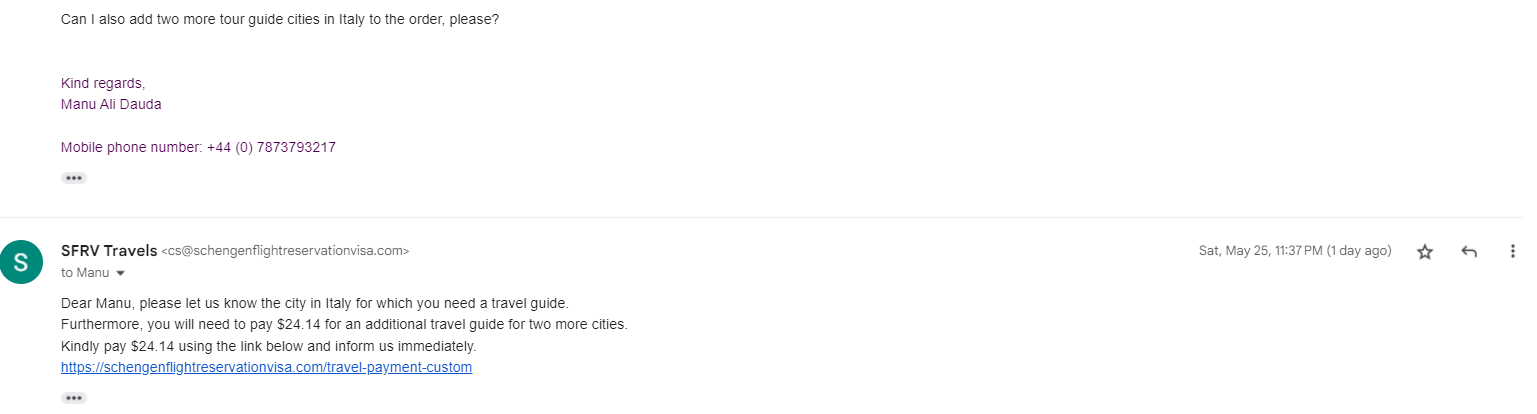 Can I also add two more tour guide cities in Italy to the order, please?
Kind regards,
Manu Ali Dauda
Mobile phone number: +44 (0) 7873793217
S
SFRV Travels <cs@schengenflightreservationvisa.com> Sat, May 25, 11:37 PM (1 day ago)
to Manu
Dear Manu, please let us know the city in Italy for which you need a travel guide.
Furthermore, you will need to pay $24.14 for an additional travel guide for two more cities.
Kindly pay $24.14 using the link below and inform us immediately.
https://schengenflightreservationvisa.com/travel-payment-custom